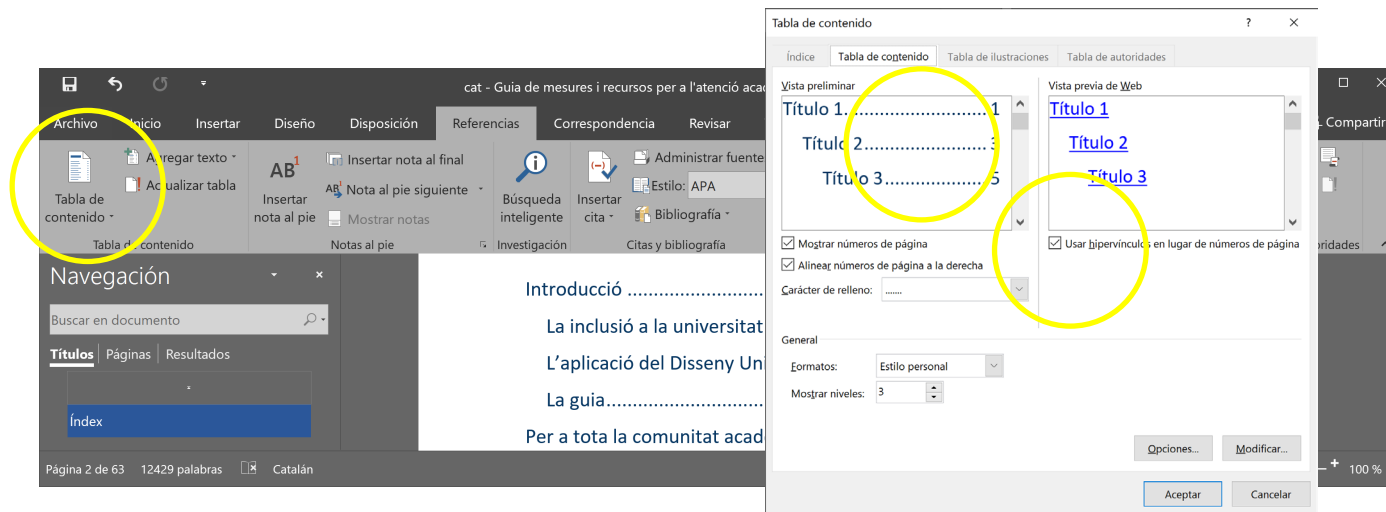 Tabla de contenido ? ×
Índice Tabla de contenido Tabla de ilustraciones Tabla de autoridades
Vista preliminar
Título 1..........................1
Título 2......................3
Título 3...................5
Mostrar números de página
Alinear números de página a la derecha
Carácter de relleno: .......
Vista previa de Web
Título 1
Título 2
Título 3
Usar hipervínculos en lugar de números de página
General
Formatos: Estilo personal
Mostrar niveles: 3
Opciones... Modificar...
Aceptar Cancelar
cat - Guia de mesures i recursos per a l'atenció
Archivo Inicio Insertar Diseño Disposición Referencias Correspondencia Revisar Compartir
Tabla de
contenido
Agregar texto
Actualizar tabla
Tabla de contenido
AB1
Insertar
nota al pie
Insertar nota al final
Nota al pie siguiente
Mostrar notas
Notas al pie
Búsqueda
inteligente
Investigación
Insertar
cita
Administrar fuente
Estilo: APA
Bibliografía
Citas y bibliografía
Navegación
Buscar en documento
Títulos Páginas Resultados
Índex
Introducció ..........................
La inclusió a la universitat
L’aplicació del Disseny Uni
La guia..............................
Per a tota la comunitat acad
Página 2 de 63 12429 palabras Catalán
100 %